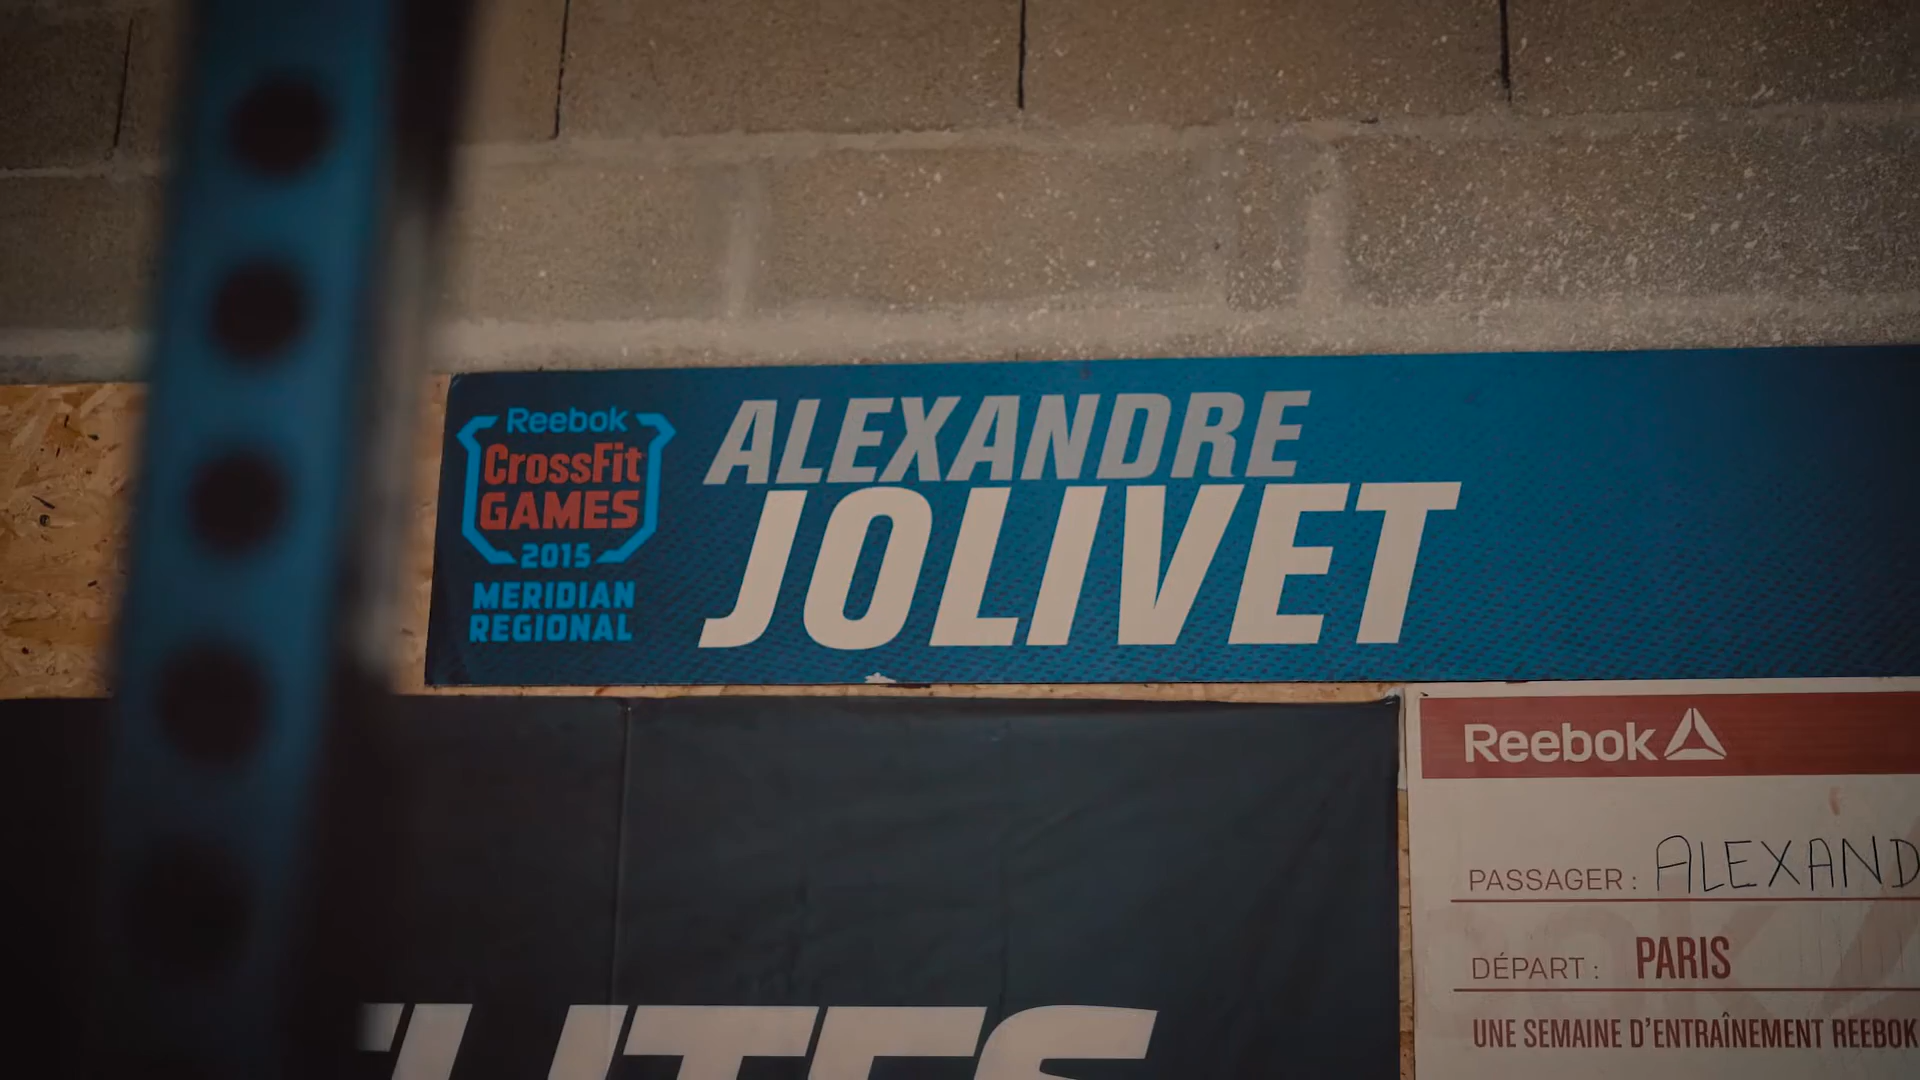 Reebok
CrossFit
GAMES
2015
MERIDIAN
REGIONAL
ALEXANDRE
JOLIVET
Reebok
PASSAGER : ALEXAND
DÉPART : PARIS
UNE SEMAINE D'ENTRAÎNEMENT REEBOK